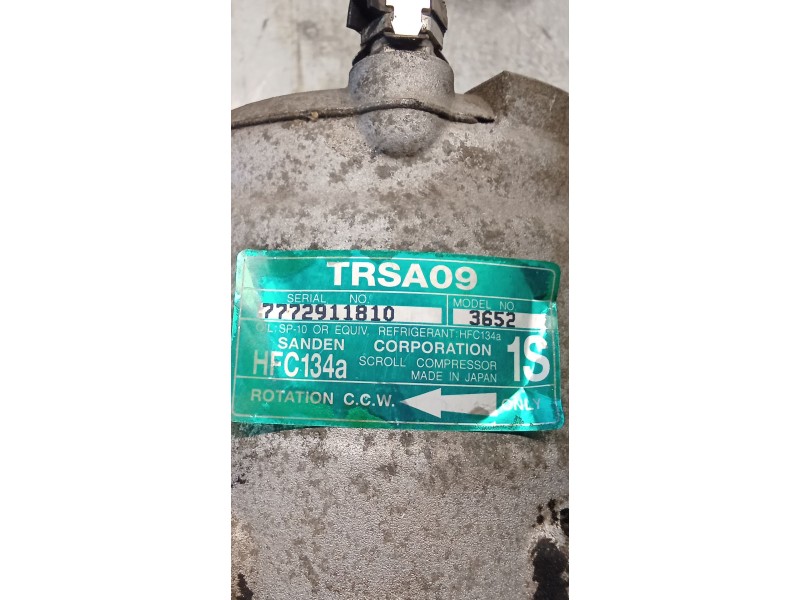 TRSA09
SERIAL NO. MODEL NO.
7772911810 3652
OIL: SP-10 OR EQUIV. REFRIGERANT: HFC134a
SANDEN CORPORATION
HFC134a SCROLL COMPRESSOR 1S
MADE IN JAPAN
ROTATION C.C.W. ONLY